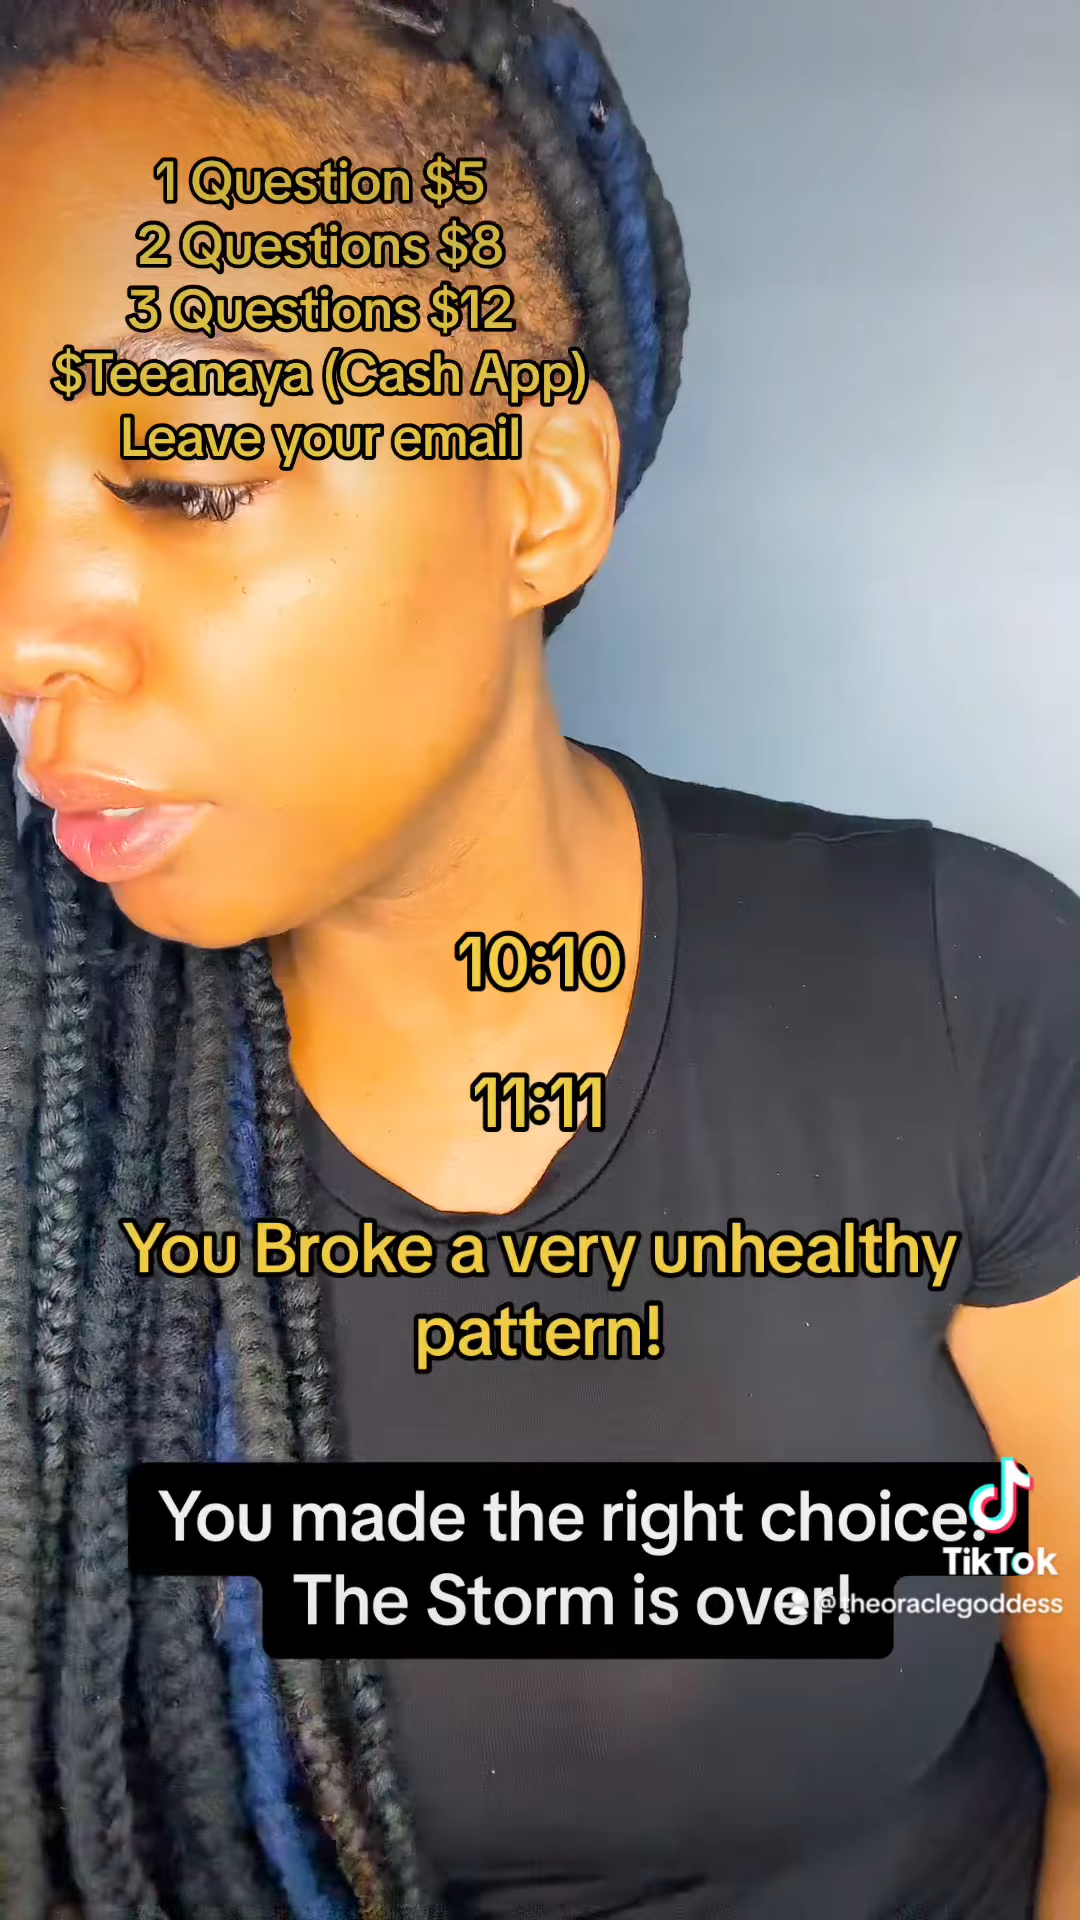 1 Question $5
2 Questions $8
3 Questions $12
$Teeanaya (Cash App)
Leave your email
10:10
11:11
You Broke a very unhealthy
pattern!
You made the right choice.
The Storm is over!
TikTok
@theoraclegoddess